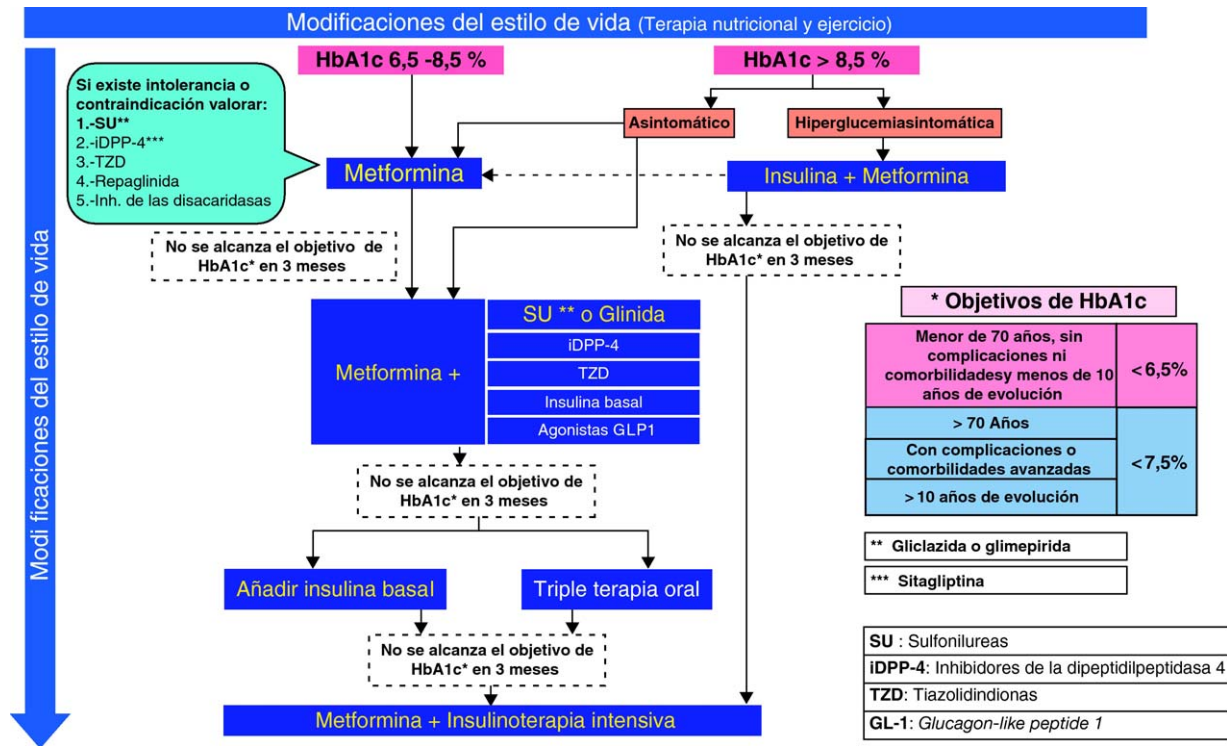 Modificaciones del estilo de vida (Terapia nutricional y ejercicio)
Modi ficaciones del estilo de vida
HbA1c 6,5 -8,5 %
HbA1c > 8,5 %
Si existe intolerancia o
contraindicación valorar:
1.-SU**
2.-iDPP-4***
3.-TZD
4.-Repaglinida
5.-Inh. de las disacaridasas
Asintomático
Hiperglucemiasintomática
Metformina
Insulina + Metformina
No se alcanza el objetivo de
HbA1c* en 3 meses
No se alcanza el objetivo de
HbA1c* en 3 meses
Metformina +
SU ** o Glinida
iDPP-4
TZD
Insulina basal
Agonistas GLP1
No se alcanza el objetivo de
HbA1c* en 3 meses
Añadir insulina basal
Triple terapia oral
No se alcanza el objetivo de
HbA1c* en 3 meses
Metformina + Insulinoterapia intensiva
* Objetivos de HbA1c
Menor de 70 años, sin
complicaciones ni
comorbilidadesy menos de 10
años de evolución
<6,5%
> 70 Años
Con complicaciones o
comorbilidades avanzadas
> 10 años de evolución
<7,5%
** Gliclazida o glimepirida
*** Sitagliptina
SU : Sulfonilureas
iDPP-4: Inhibidores de la dipeptidilpeptidasa 4
TZD: Tiazolidindionas
GL-1: Glucagon-like peptide 1